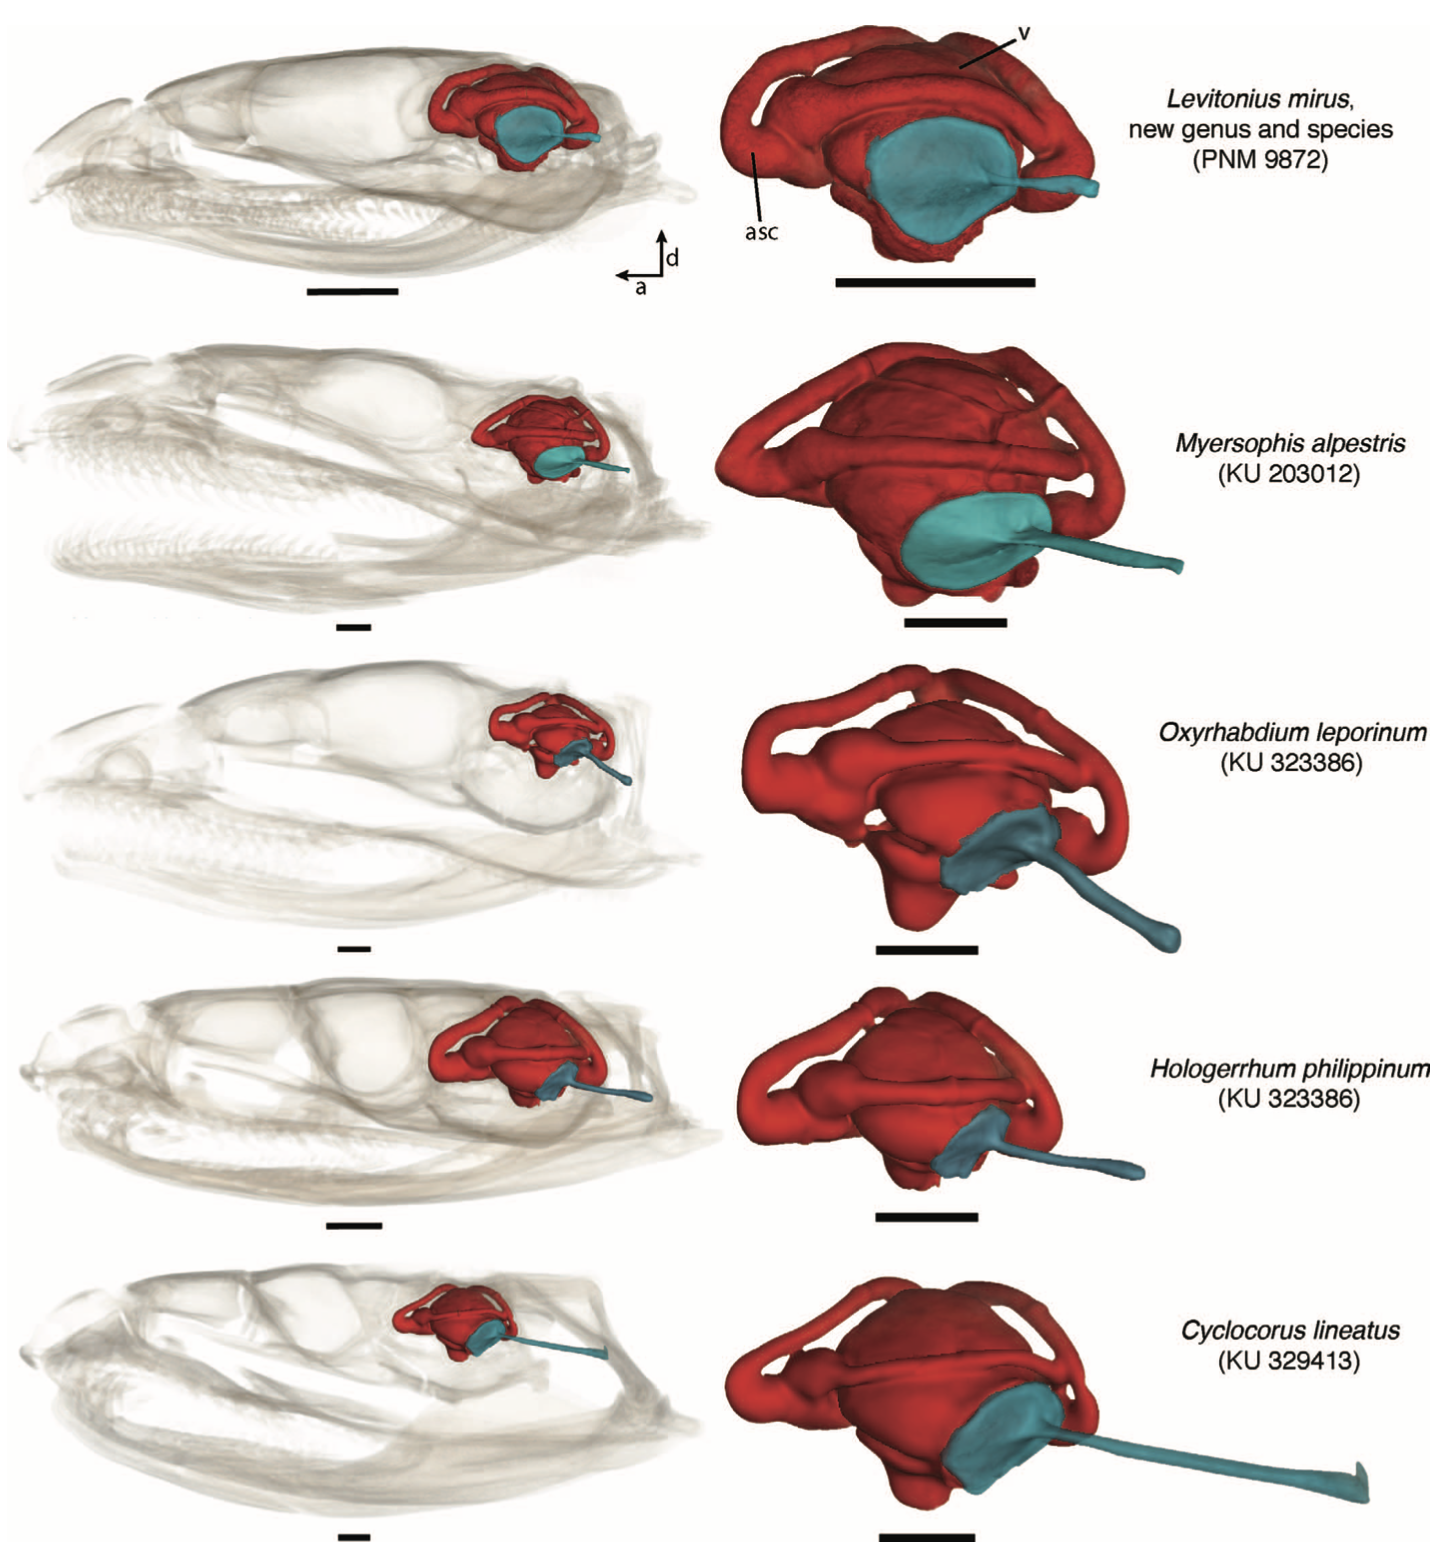 v
Levitonius mirus,
new genus and species
(PNM 9872)
asc
d
a
Myersophis alpestris
(KU 203012)
Oxyrhabdium leporinum
(KU 323386)
Hologerrhum philippinum
(KU 323386)
Cyclocorus lineatus
(KU 329413)